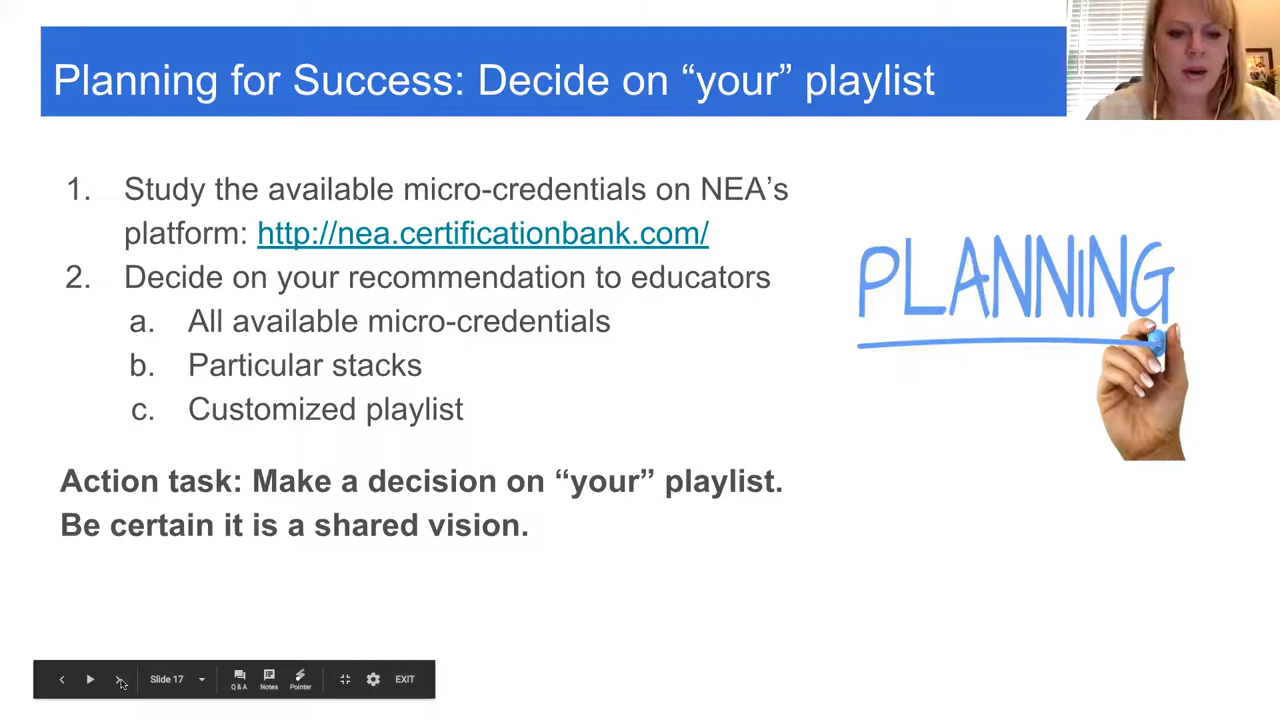 Planning for Success: Decide on “your” playlist
1. Study the available micro-credentials on NEA’s
platform: http://nea.certificationbank.com/
2. Decide on your recommendation to educators
a. All available micro-credentials
b. Particular stacks
c. Customized playlist
PLANNING
Action task: Make a decision on “your” playlist.
Be certain it is a shared vision.
Slide 17
Q & A
Notes
Pointer
EXIT